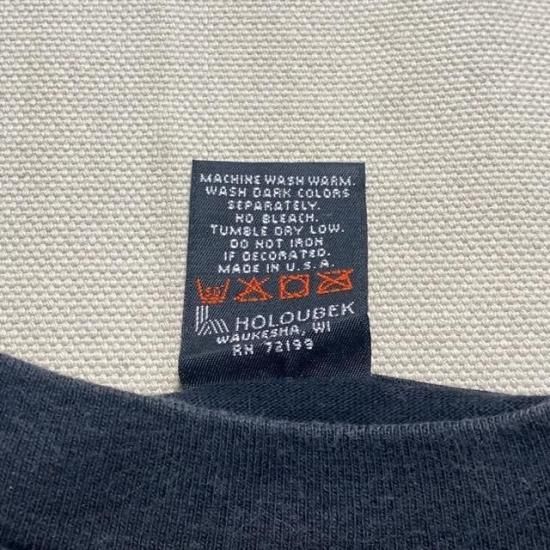 MACHINE WASH WARM.
WASH DARK COLORS
SEPARATELY.
NO BLEACH.
TUMBLE DRY LOW.
DO NOT IRON
IF DECORATED.
MADE IN U.S.A.
HOLOUBEK
WAUKESHA, WI
RN 72199